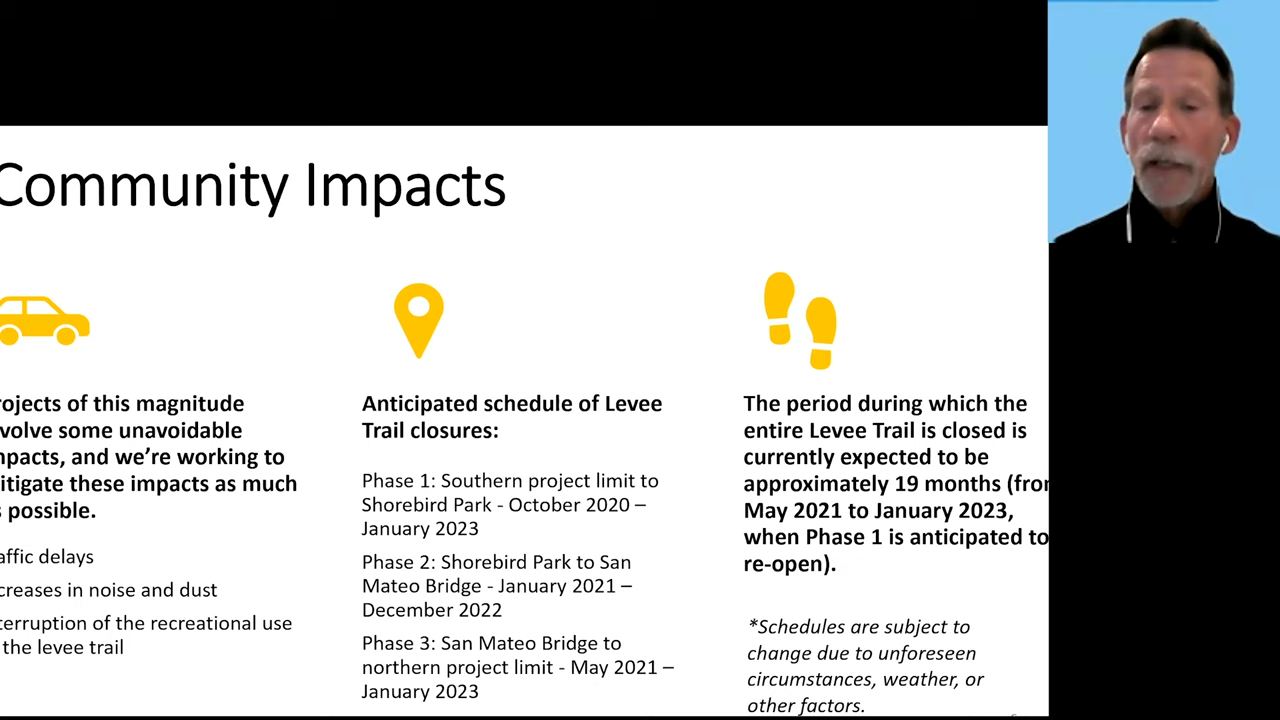 Community Impacts
rojects of this magnitude
volve some unavoidable
mpacts, and we're working to
itigate these impacts as much
s possible.
affic delays
creases in noise and dust
terruption of the recreational use
the levee trail
Anticipated schedule of Levee
Trail closures:
Phase 1: Southern project limit to
Shorebird Park - October 2020 –
January 2023
Phase 2: Shorebird Park to San
Mateo Bridge - January 2021 –
December 2022
Phase 3: San Mateo Bridge to
northern project limit - May 2021 –
January 2023
The period during which the
entire Levee Trail is closed is
currently expected to be
approximately 19 months (from
May 2021 to January 2023,
when Phase 1 is anticipated to
re-open).
*Schedules are subject to
change due to unforeseen
circumstances, weather, or
other factors.